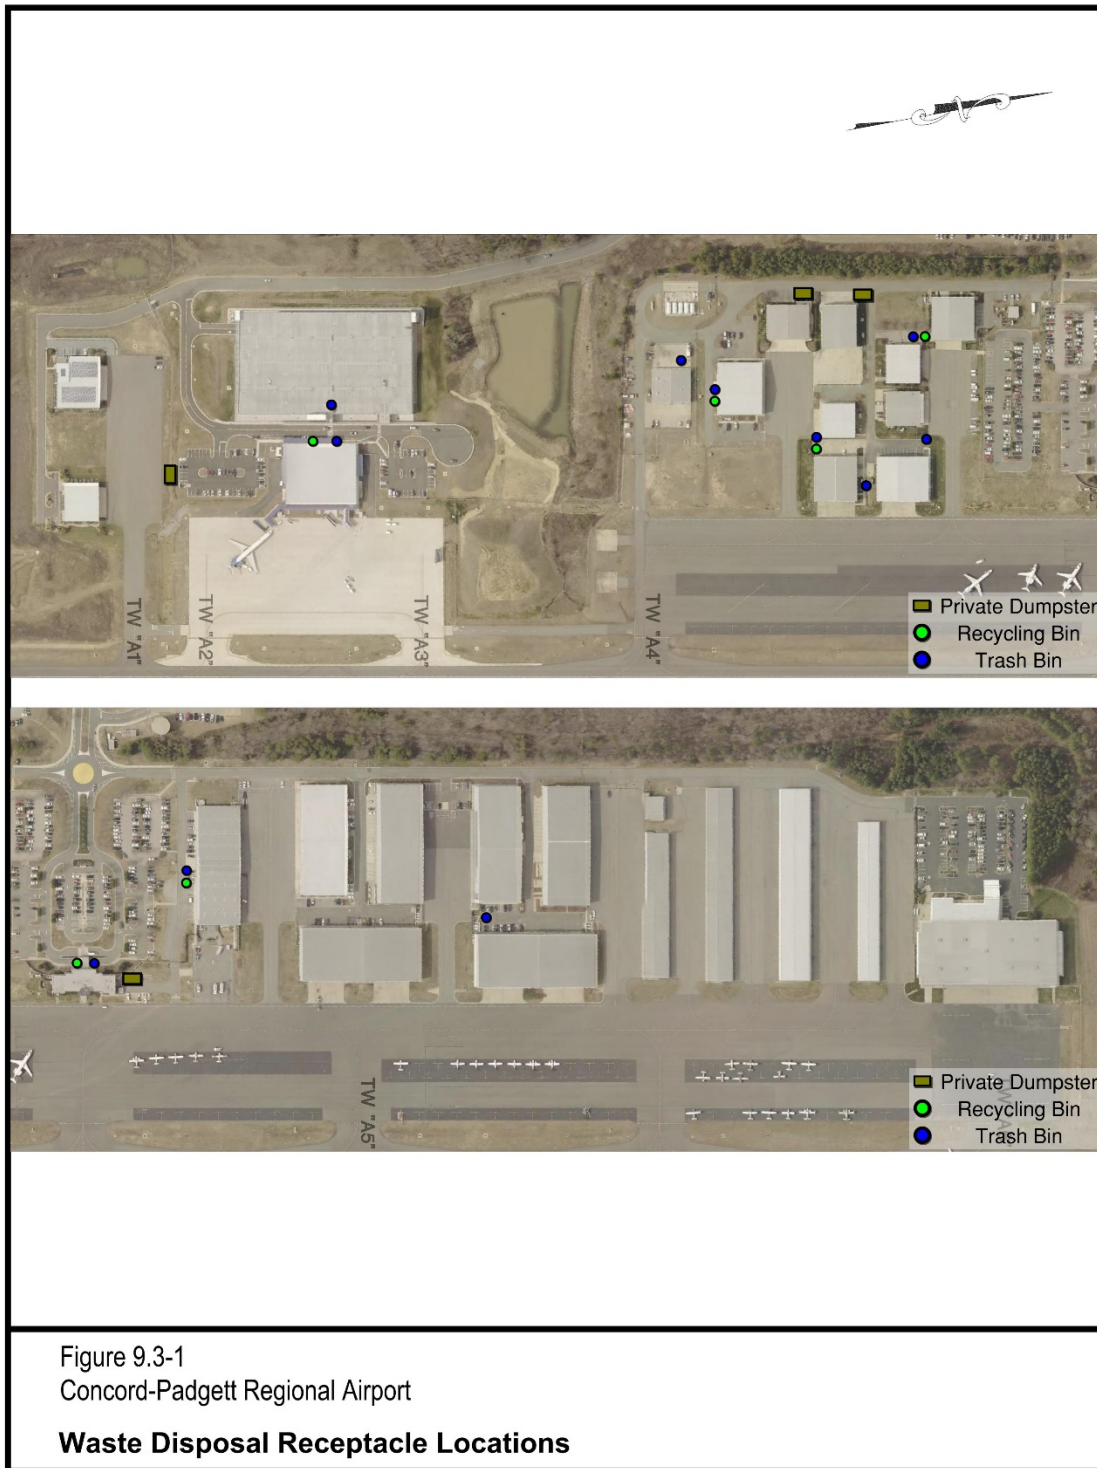 TW "A1"
TW "A2"
TW "A3"
TW "A4"
Private Dumpster
Recycling Bin
Trash Bin
TW "A5"
Private Dumpster
Recycling Bin
Trash Bin
Figure 9.3-1
Concord-Padgett Regional Airport
Waste Disposal Receptacle Locations